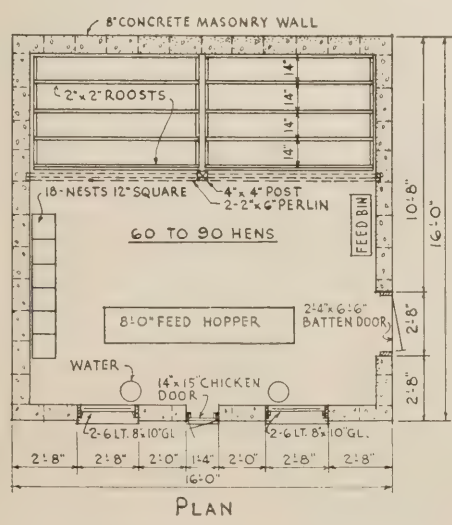 8" CONCRETE MASONRY WALL
14"
14"
14"
14"
2"x 2" ROOSTS
18-NESTS 12" SQUARE
4"x 4" POST
2-2"x 6" PERLIN
60 TO 90 HENS
FEED BIN
10'-8"
16'-0"
8'-0" FEED HOPPER
2'-4"x 6'-6"
BATTEN DOOR
2'-8"
WATER
14"x 15" CHICKEN
DOOR
2'-8"
2-6 LT. 8"x 10" GL.
2-6 LT. 8"x 10" GL.
2'-8" 2'-8" 2'-0" 1'-4" 2'-0" 2'-8" 2'-8"
16'-0"
PLAN